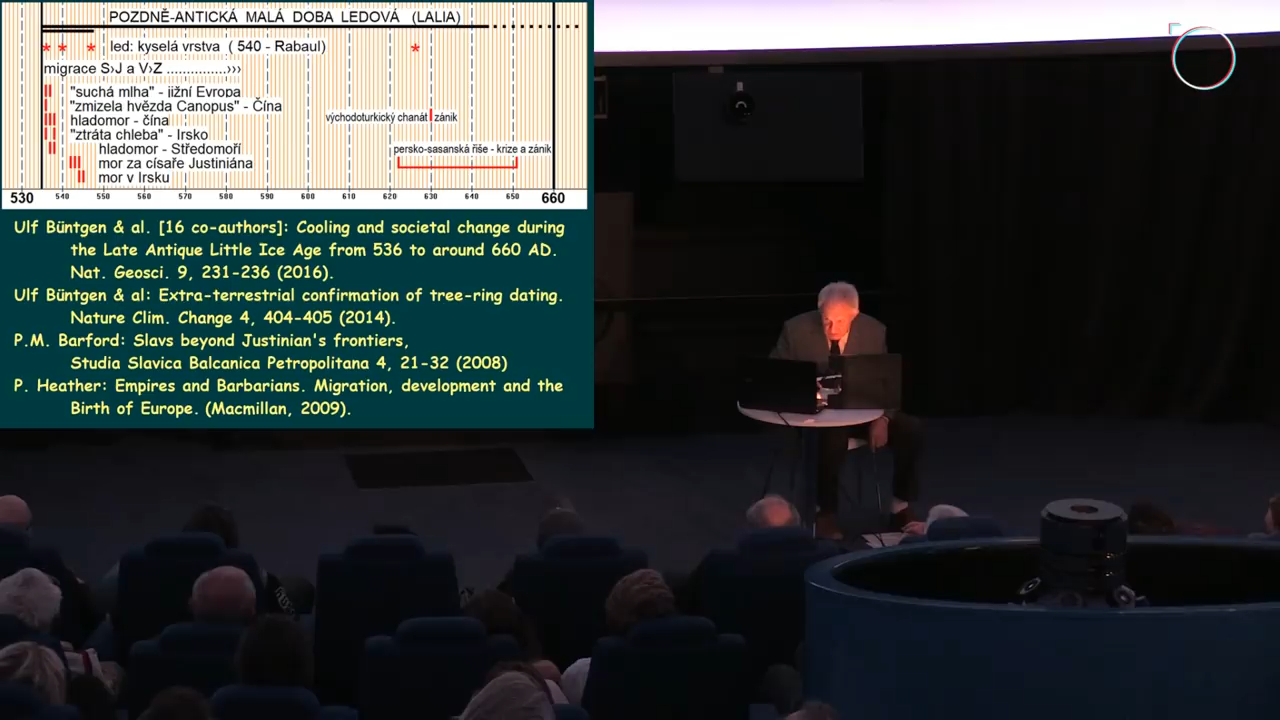 POZDNĚ-ANTICKÁ MALÁ DOBA LEDOVÁ (LALIA)
* * * led: kyselá vrstva ( 540 - Rabaul) *
migrace S›J a V›Z ...............›››
"suchá mlha" - jižní Evropa
"zmizela hvězda Canopus" - Čína
hladomor - čína
východoturkický chanát zánik
"ztráta chleba" - Irsko
hladomor - Středomoří
persko-sasanská říše - krize a zánik
mor za císaře Justiniána
mor v Irsku
530 540 550 560 570 580 590 600 610 620 630 640 650 660
Ulf Büntgen & al. [16 co-authors]: Cooling and societal change during
the Late Antique Little Ice Age from 536 to around 660 AD.
Nat. Geosci. 9, 231-236 (2016).
Ulf Büntgen & al: Extra-terrestrial confirmation of tree-ring dating.
Nature Clim. Change 4, 404-405 (2014).
P.M. Barford: Slavs beyond Justinian's frontiers,
Studia Slavica Balcanica Petropolitana 4, 21-32 (2008)
P. Heather: Empires and Barbarians. Migration, development and the
Birth of Europe. (Macmillan, 2009).